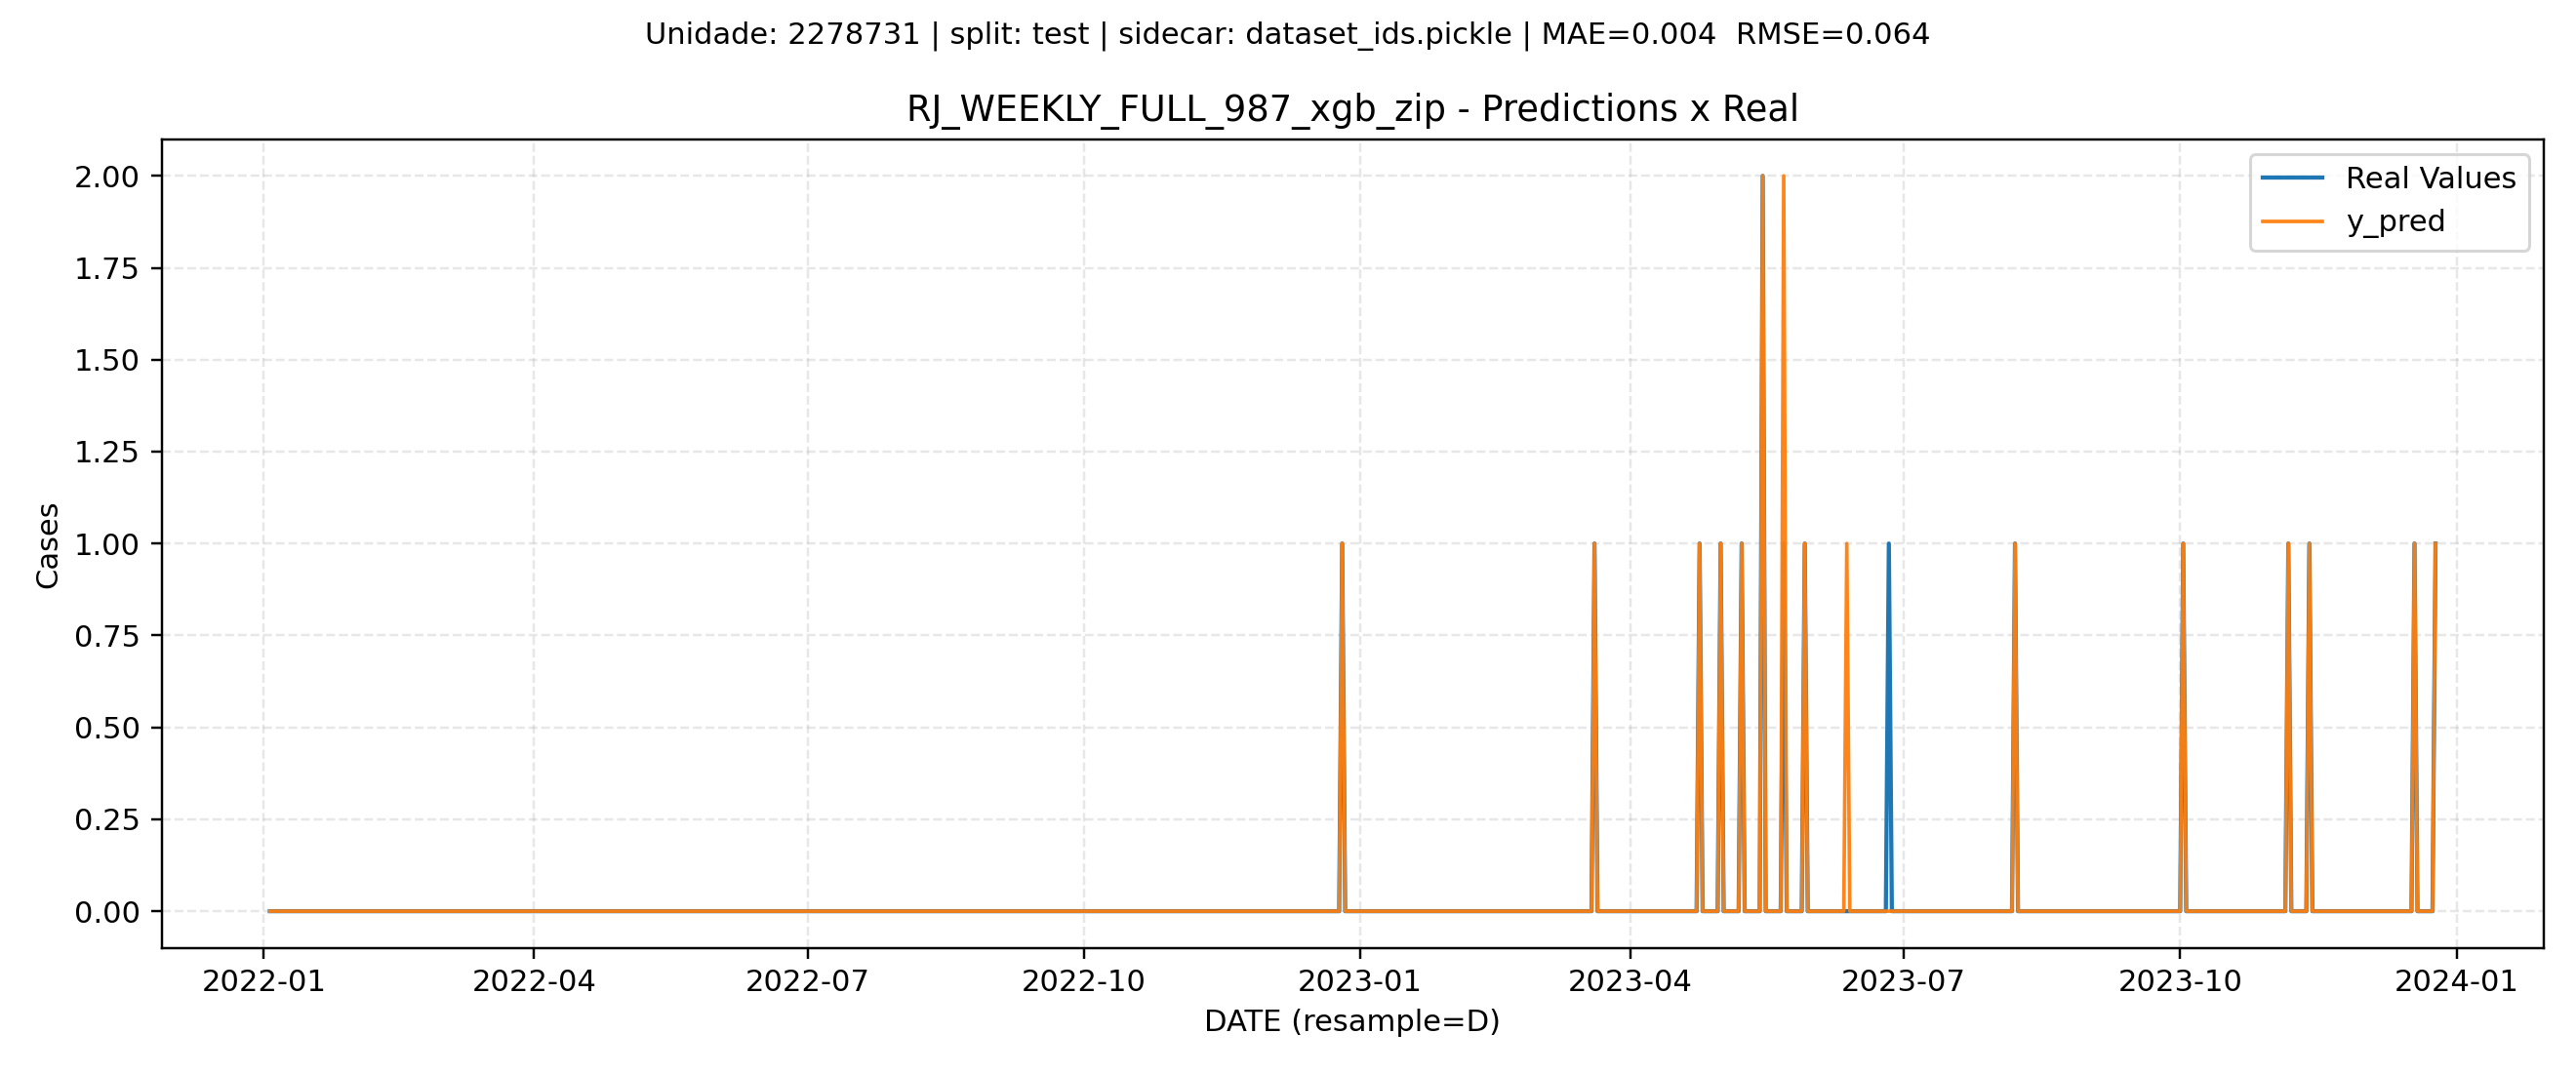 Unidade: 2278731 | split: test | sidecar: dataset_ids.pickle | MAE=0.004  RMSE=0.064
RJ_WEEKLY_FULL_987_xgb_zip - Predictions x Real
Real Values
y_pred
Cases
2.00
1.75
1.50
1.25
1.00
0.75
0.50
0.25
0.00
2022-01 2022-04 2022-07 2022-10 2023-01 2023-04 2023-07 2023-10 2024-01
DATE (resample=D)